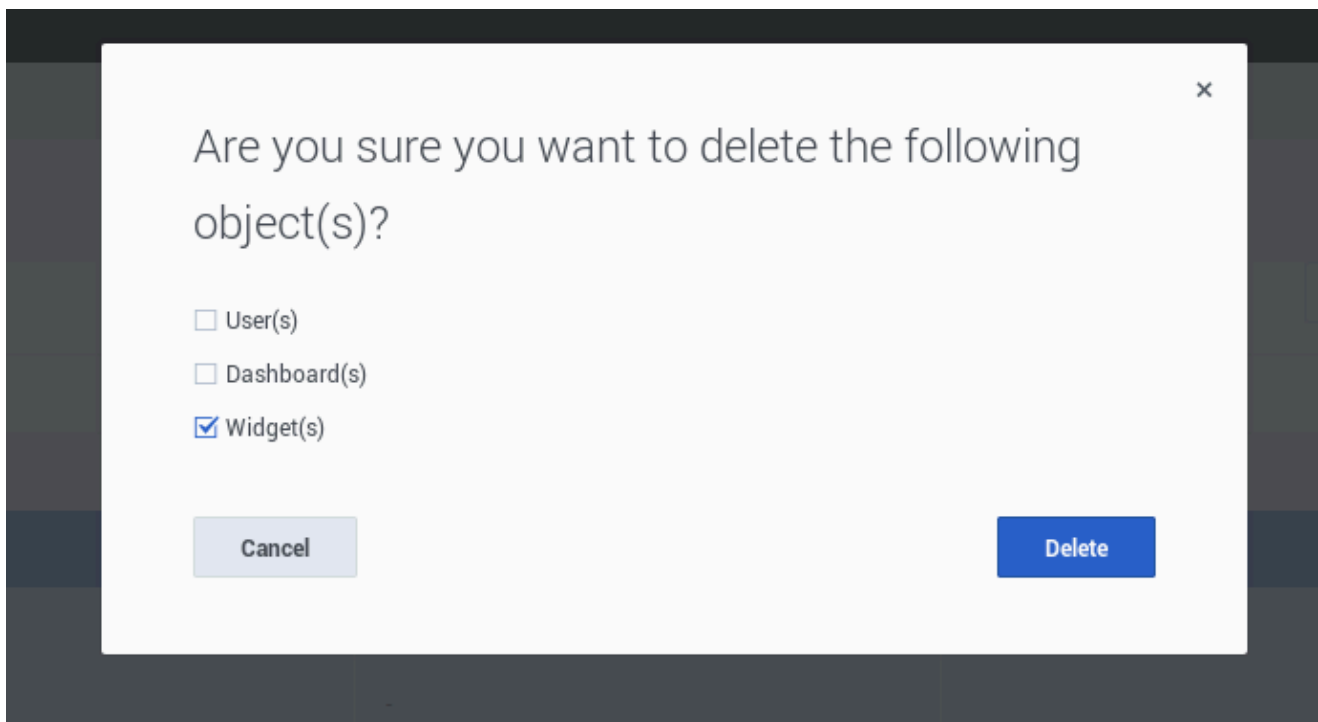 Are you sure you want to delete the following
object(s)?
User(s)
Dashboard(s)
Widget(s)
Cancel
Delete